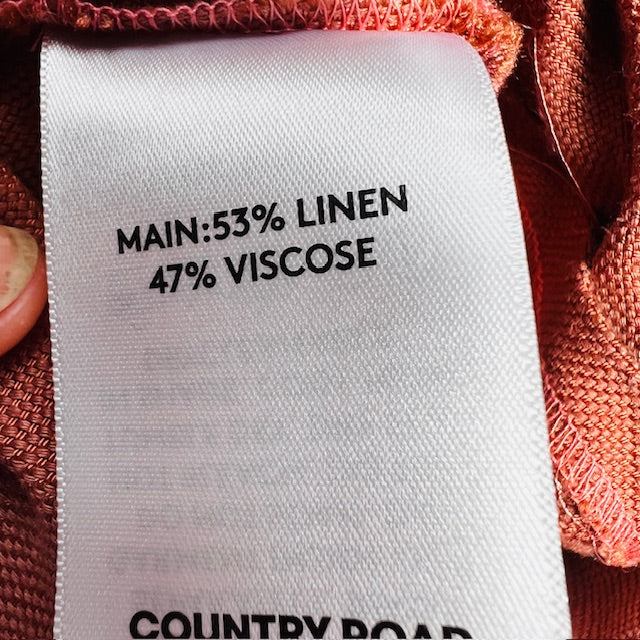 MAIN:53% LINEN
47% VISCOSE
COUNTRY ROAD